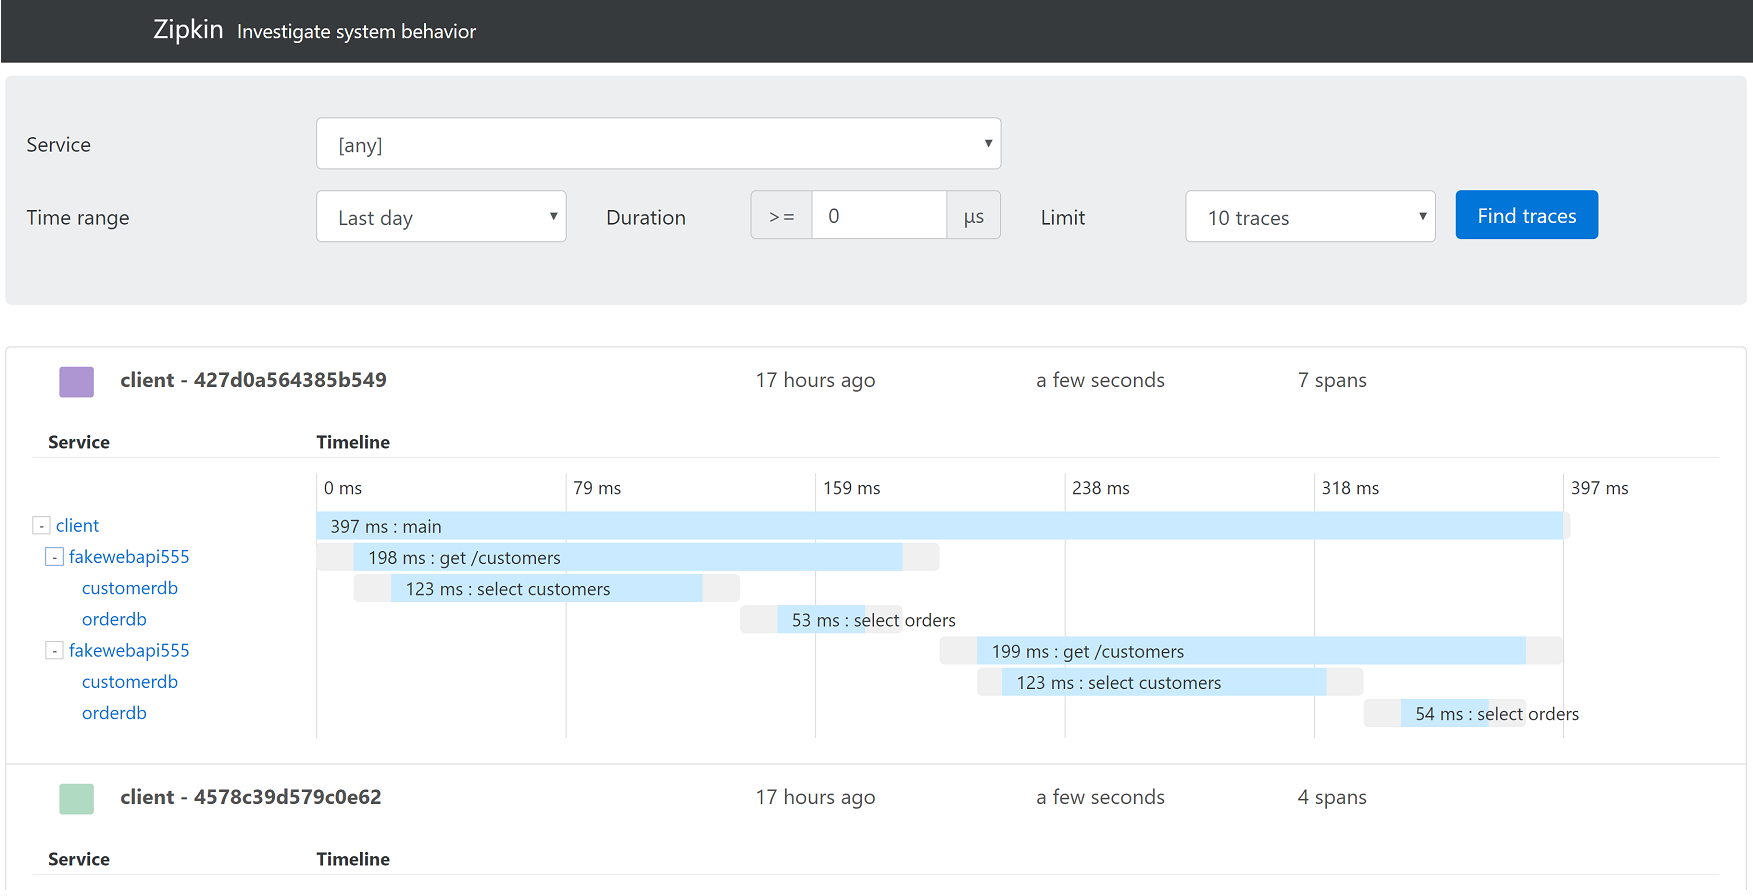 Zipkin Investigate system behavior
Service [any]
Time range Last day Duration >= 0 µs Limit 10 traces Find traces
client - 427d0a564385b549 17 hours ago a few seconds 7 spans
Service Timeline
0 ms 79 ms 159 ms 238 ms 318 ms 397 ms
- client 397 ms : main
- fakewebapi555 198 ms : get /customers
customerdb 123 ms : select customers
orderdb 53 ms : select orders
- fakewebapi555 199 ms : get /customers
customerdb 123 ms : select customers
orderdb 54 ms : select orders
client - 4578c39d579c0e62 17 hours ago a few seconds 4 spans
Service Timeline